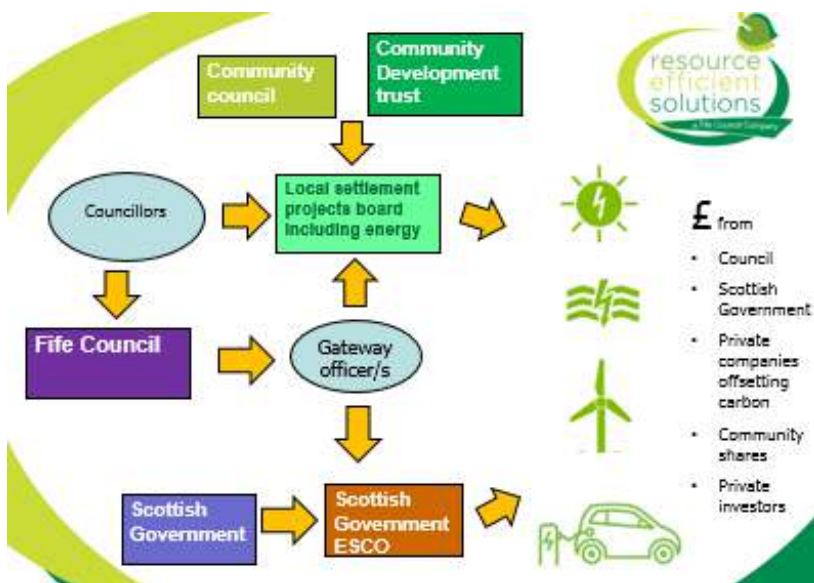 Community
council
Community
Development
trust
resource
efficient
solutions
a Fife Council Company
Councillors
Local settlement
projects board
including energy
£ from
• Council
• Scottish
Government
• Private
companies
offsetting
carbon
• Community
shares
• Private
investors
Fife Council
Gateway
officer/s
Scottish
Government
Scottish
Government
ESCO